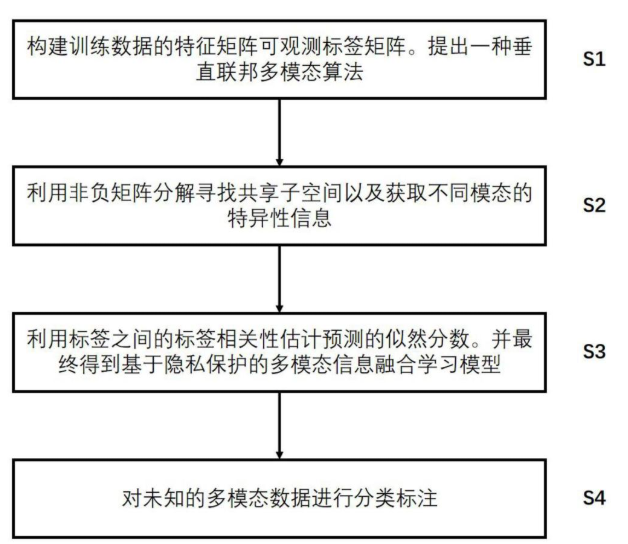 构建训练数据的特征矩阵可观测标签矩阵。提出一种垂
直联邦多模态算法
S1
利用非负矩阵分解寻找共享子空间以及获取不同模态的
特异性信息
S2
利用标签之间的标签相关性估计预测的似然分数。并最
终得到基于隐私保护的多模态信息融合学习模型
S3
对未知的多模态数据进行分类标注
S4